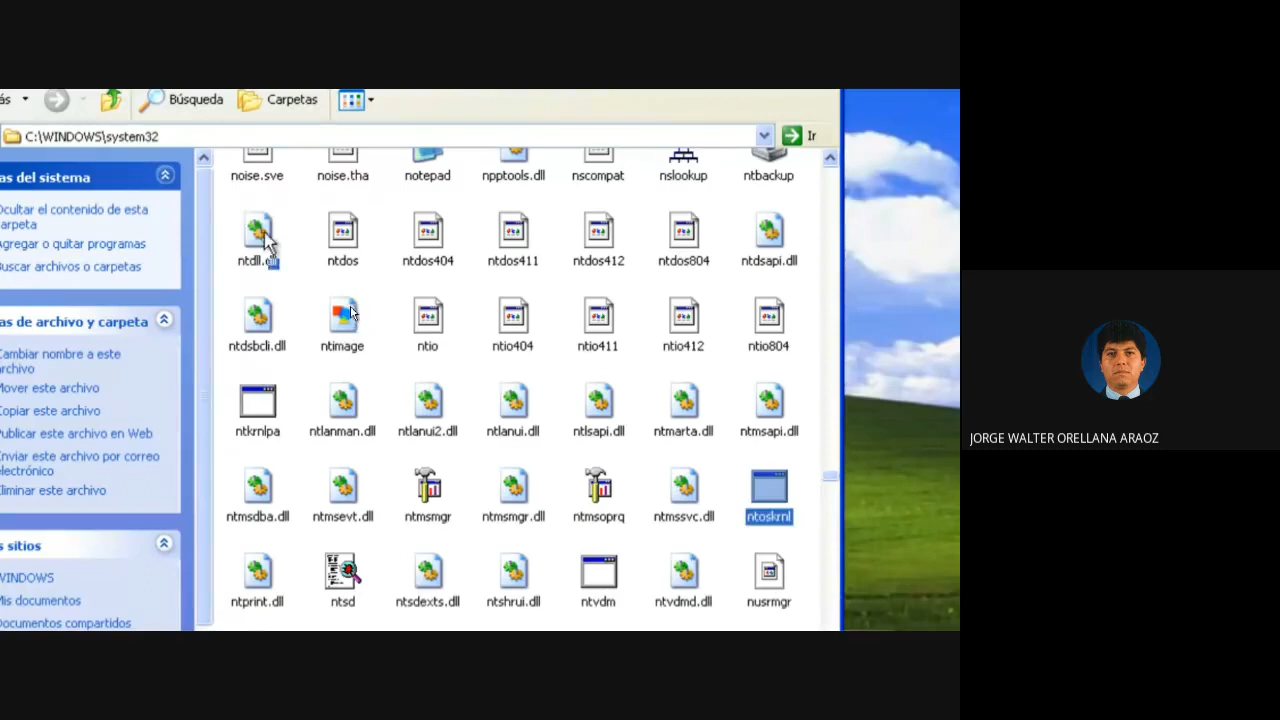 ás
Búsqueda
Carpetas
C:\WINDOWS\system32
Ir
as del sistema
Ocultar el contenido de esta
carpeta
Agregar o quitar programas
Buscar archivos o carpetas
as de archivo y carpeta
Cambiar nombre a este
archivo
Mover este archivo
Copiar este archivo
Publicar este archivo en Web
Enviar este archivo por correo
electrónico
Eliminar este archivo
s sitios
WINDOWS
Mis documentos
Documentos compartidos
noise.sve noise.tha notepad npptools.dll nscompat nslookup ntbackup
ntdll.dll ntdos ntdos404 ntdos411 ntdos412 ntdos804 ntdsapi.dll
ntdsbcli.dll ntimage ntio ntio404 ntio411 ntio412 ntio804
ntkrnlpa ntlanman.dll ntlanui2.dll ntlanui.dll ntlsapi.dll ntmarta.dll ntmsapi.dll
ntmsdba.dll ntmsevt.dll ntmsmgr ntmsmgr.dll ntmsoprq ntmssvc.dll ntoskrnl
ntprint.dll ntsd ntsdexts.dll ntshrui.dll ntvdm ntvdmd.dll nusrmgr
JORGE WALTER ORELLANA ARAOZ